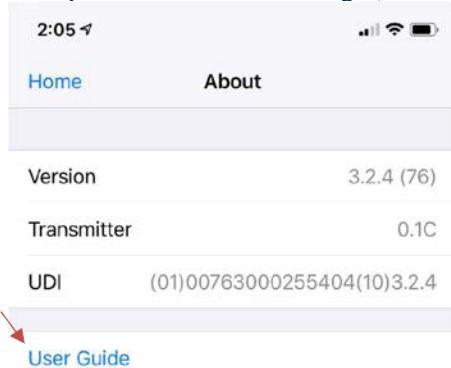 2:05
Home About
Version 3.2.4 (76)
Transmitter 0.1C
UDI (01)00763000255404(10)3.2.4
User Guide